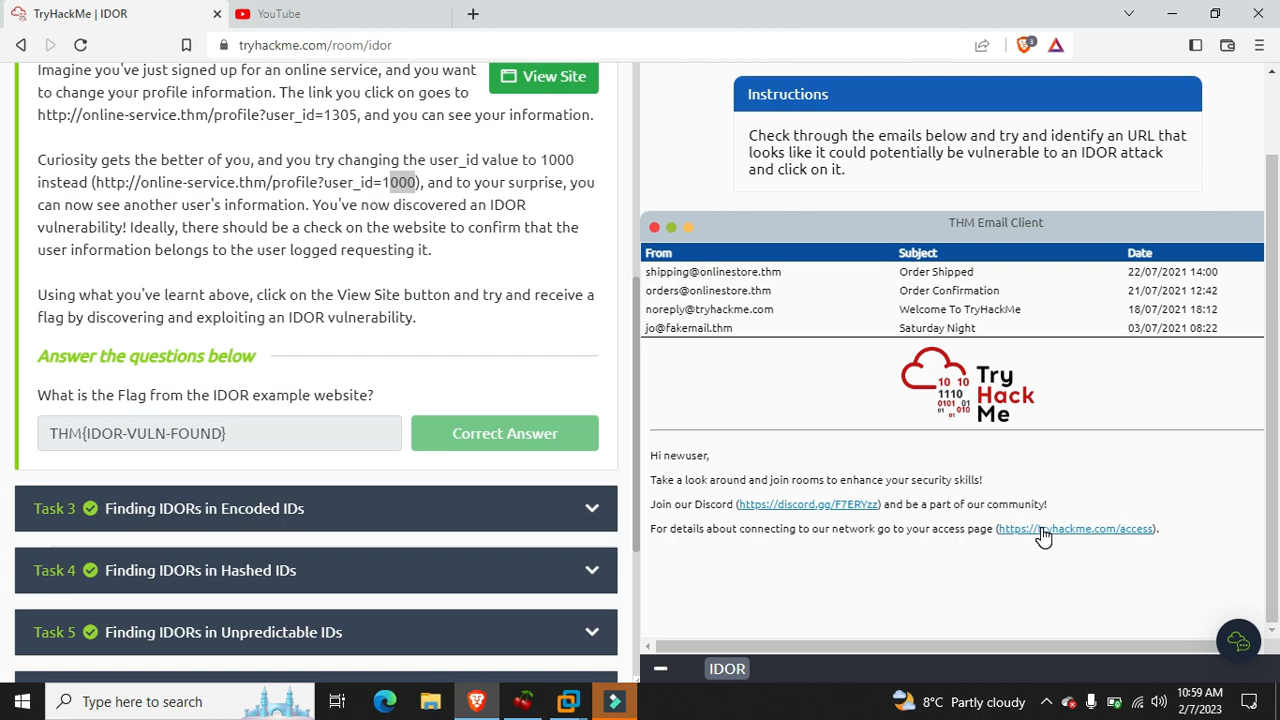 TryHackMe | IDOR
YouTube
tryhackme.com/room/idor
3
Imagine you've just signed up for an online service, and you want
to change your profile information. The link you click on goes to
http://online-service.thm/profile?user_id=1305, and you can see your information.
View Site
Curiosity gets the better of you, and you try changing the user_id value to 1000
instead (http://online-service.thm/profile?user_id=1000), and to your surprise, you
can now see another user's information. You've now discovered an IDOR
vulnerability! Ideally, there should be a check on the website to confirm that the
user information belongs to the user logged requesting it.
Using what you've learnt above, click on the View Site button and try and receive a
flag by discovering and exploiting an IDOR vulnerability.
Answer the questions below
What is the Flag from the IDOR example website?
THM{IDOR-VULN-FOUND}
Correct Answer
Task 3 Finding IDORs in Encoded IDs
Task 4 Finding IDORs in Hashed IDs
Task 5 Finding IDORs in Unpredictable IDs
Instructions
Check through the emails below and try and identify an URL that
looks like it could potentially be vulnerable to an IDOR attack
and click on it.
THM Email Client
From Subject Date
shipping@onlinestore.thm Order Shipped 22/07/2021 14:00
orders@onlinestore.thm Order Confirmation 21/07/2021 12:42
noreply@tryhackme.com Welcome To TryHackMe 18/07/2021 18:12
jo@fakemail.thm Saturday Night 03/07/2021 08:22
10 10
1110
0101 01
01 010
Try
Hack
Me
Hi newuser,
Take a look around and join rooms to enhance your security skills!
Join our Discord (https://discord.gg/F7ERYzz) and be a part of our community!
For details about connecting to our network go to your access page (https://tryhackme.com/access).
IDOR
Type here to search
8°C Partly cloudy
10:59 AM
2/7/2023